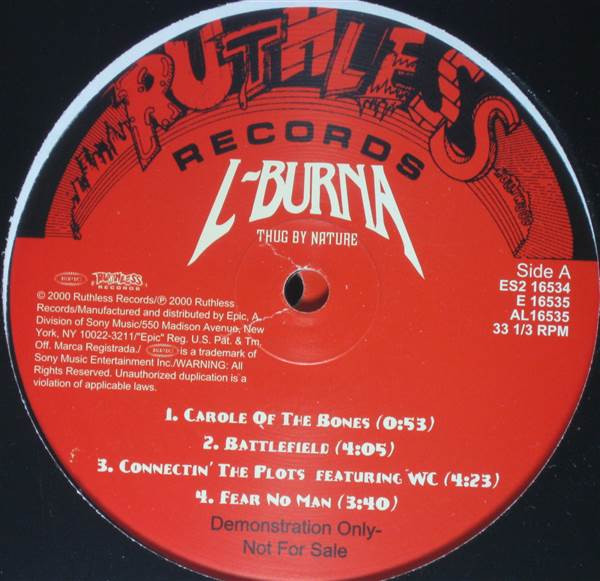 RUTHLESS
RECORDS
L-BURNA
THUG BY NATURE
Side A
ES2 16534
E 16535
AL16535
33 1/3 RPM
epic RUTHLESS
RECORDS
© 2000 Ruthless Records/℗ 2000 Ruthless
Records/Manufactured and distributed by Epic, A
Division of Sony Music/550 Madison Avenue, New
York, NY 10022-3211/"Epic" Reg. U.S. Pat. & Tm.
Off. Marca Registrada./ epic is a trademark of
Sony Music Entertainment Inc./WARNING: All
Rights Reserved. Unauthorized duplication is a
violation of applicable laws.
1. Carole Of The Bones (0:53)
2. Battlefield (4:05)
3. Connectin' The Plots featuring WC (4:23)
4. Fear No Man (3:40)
Demonstration Only-
Not For Sale